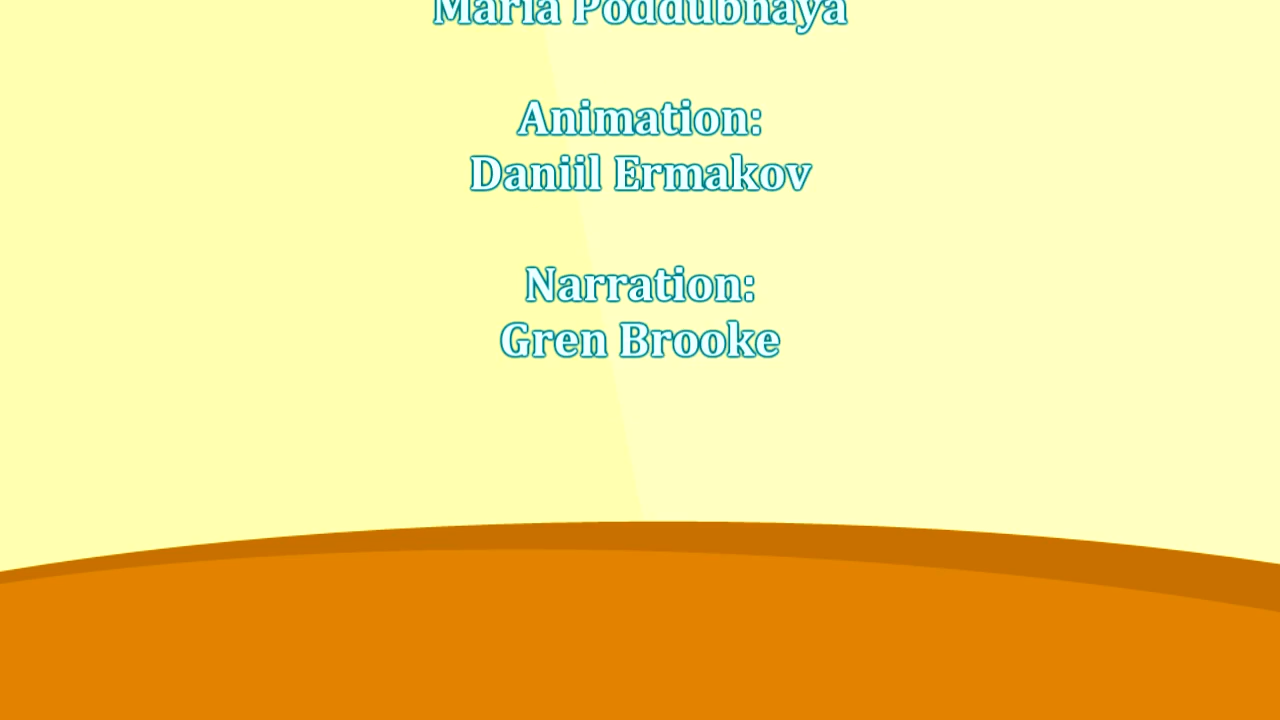 Maria Poddubnaya
Animation:
Daniil Ermakov
Narration:
Gren Brooke